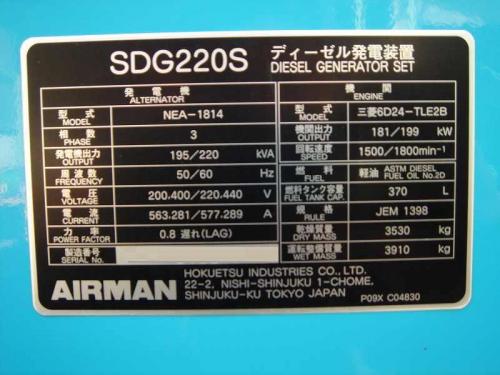 SDG220S ディーゼル発電装置
DIESEL GENERATOR SET
発電機
ALTERNATOR
型式 MODEL NEA-1814
相数 PHASE 3
発電機出力 OUTPUT 195/220 kVA
周波数 FREQUENCY 50/60 Hz
電圧 VOLTAGE 200.400/220.440 V
電流 CURRENT 563.281/577.289 A
力率 POWER FACTOR 0.8 遅れ(LAG)
製造番号 SERIAL No.
機関
ENGINE
型式 MODEL 三菱6D24-TLE2B
機関出力 OUTPUT 181/199 kW
回転速度 SPEED 1500/1800min⁻¹
燃料 FUEL 軽油 ASTM DIESEL FUEL OIL No.2D
燃料タンク容量 FUEL TANK CAP. 370 L
規格 RULE JEM 1398
乾燥質量 DRY MASS 3530 kg
運転整備質量 WET MASS 3910 kg
AIRMAN
HOKUETSU INDUSTRIES CO., LTD.
22-2, NISHI-SHINJUKU 1-CHOME,
SHINJUKU-KU TOKYO JAPAN
P09X C04830